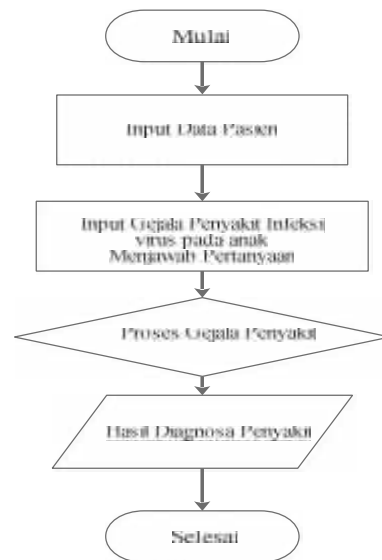 Mulai
Input Data Pasien
Input Gejala Penyakit Infeksi
virus pada anak
Menjawab Pertanyaan
Proses Gejala Penyakit
Hasil Diagnosa Penyakit
Selesai